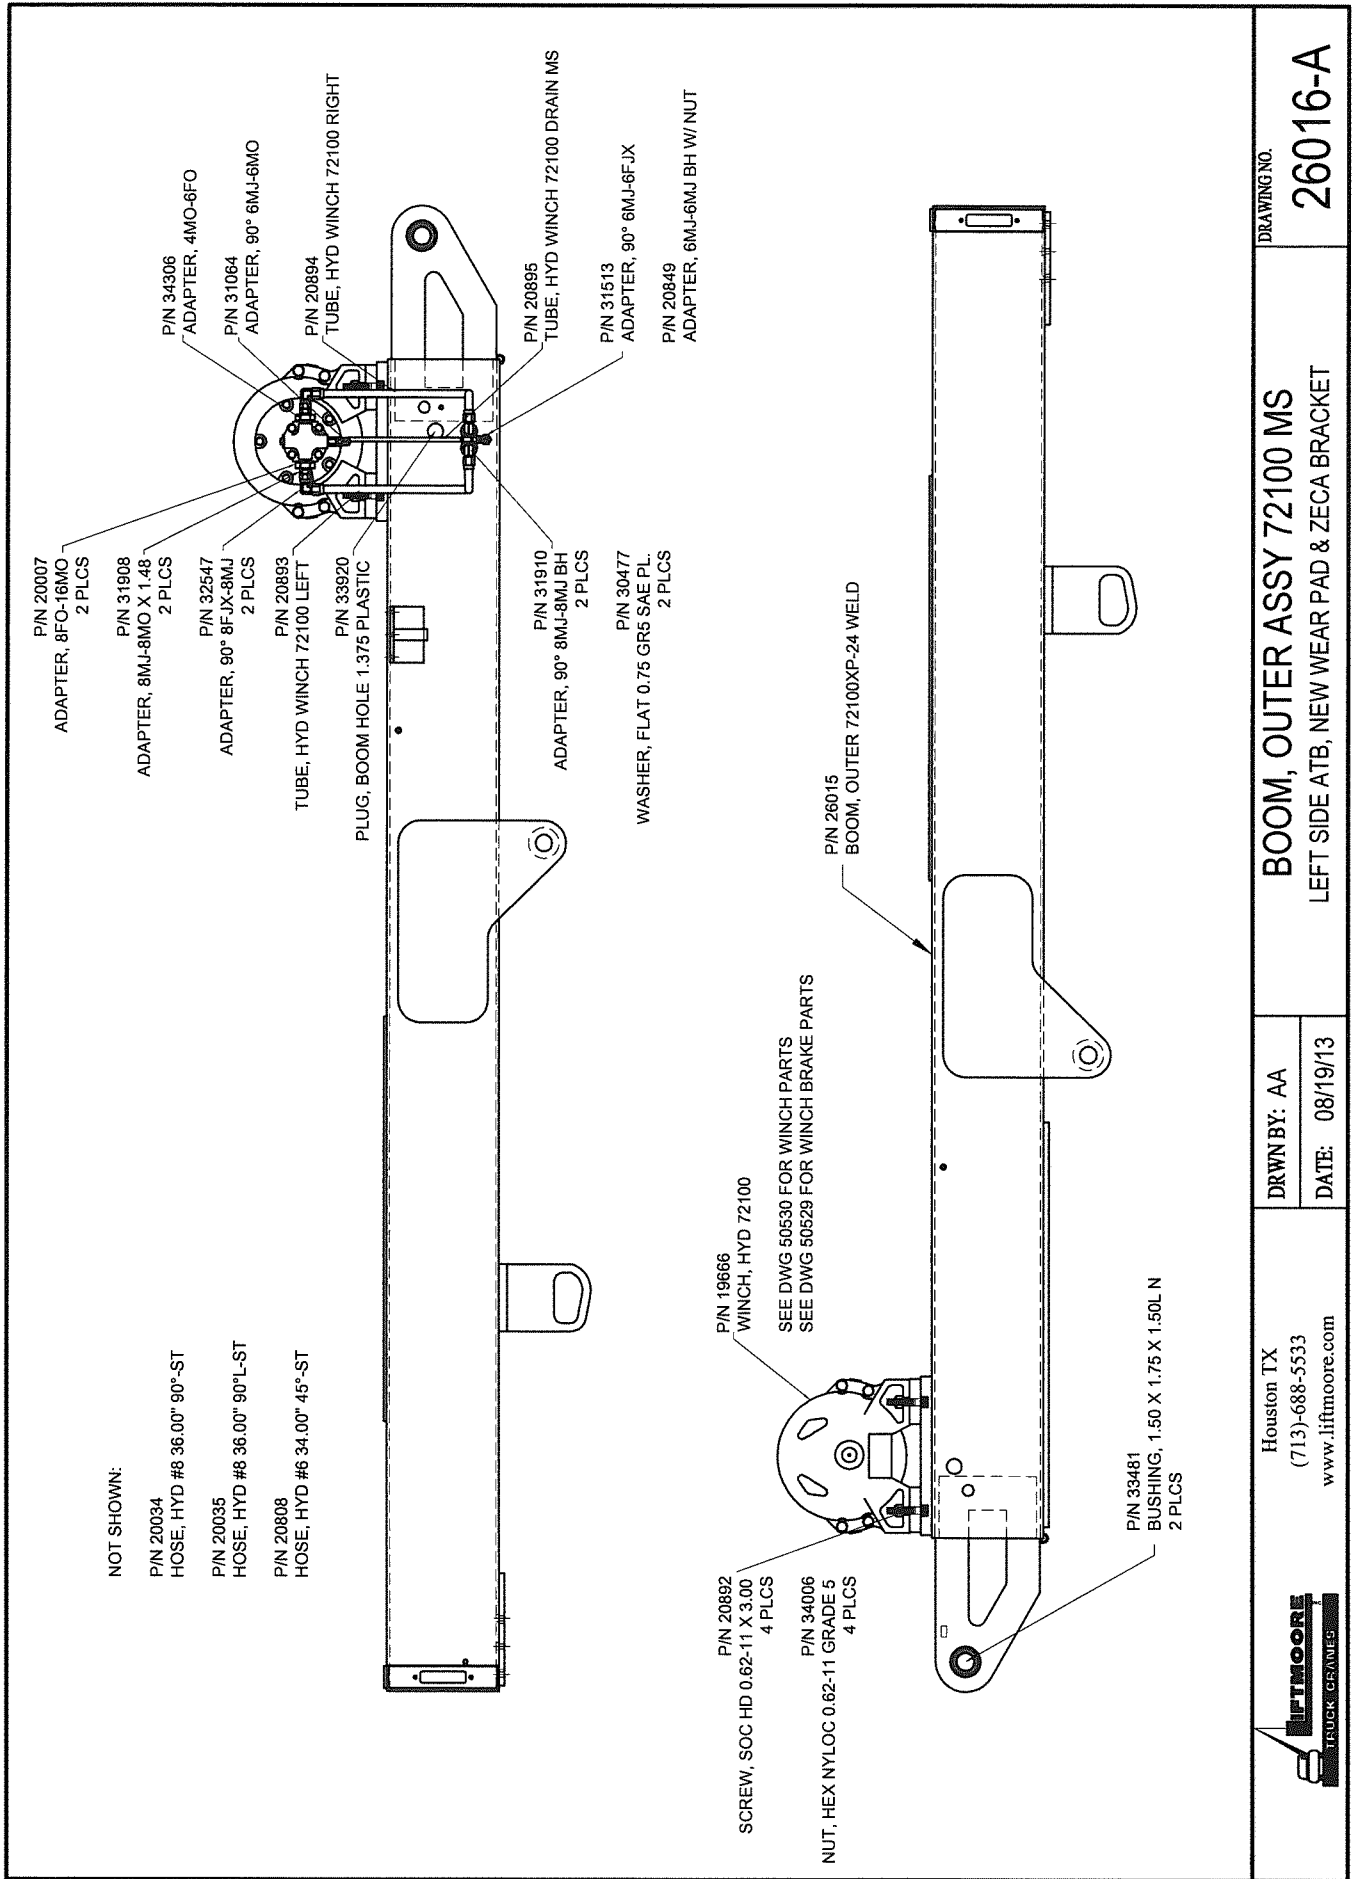 NOT SHOWN:
P/N 20034
HOSE, HYD #8 36.00" 90°-ST
P/N 20035
HOSE, HYD #8 36.00" 90°L-ST
P/N 20808
HOSE, HYD #6 34.00" 45°-ST
P/N 20007
ADAPTER, 8FO-16MO
2 PLCS
P/N 31908
ADAPTER, 8MJ-8MO X 1.48
2 PLCS
P/N 32547
ADAPTER, 90° 8FJX-8MJ
2 PLCS
P/N 20893
TUBE, HYD WINCH 72100 LEFT
P/N 33920
PLUG, BOOM HOLE 1.375 PLASTIC
P/N 31910
ADAPTER, 90° 8MJ-8MJ BH
2 PLCS
P/N 30477
WASHER, FLAT 0.75 GR5 SAE PL.
2 PLCS
P/N 34306
ADAPTER, 4MO-6FO
P/N 31064
ADAPTER, 90° 6MJ-6MO
P/N 20894
TUBE, HYD WINCH 72100 RIGHT
P/N 20895
TUBE, HYD WINCH 72100 DRAIN MS
P/N 31513
ADAPTER, 90° 6MJ-6FJX
P/N 20849
ADAPTER, 6MJ-6MJ BH W/ NUT
P/N 20892
SCREW, SOC HD 0.62-11 X 3.00
4 PLCS
P/N 34006
NUT, HEX NYLOC 0.62-11 GRADE 5
4 PLCS
P/N 19666
WINCH, HYD 72100
SEE DWG 50530 FOR WINCH PARTS
SEE DWG 50529 FOR WINCH BRAKE PARTS
P/N 26015
BOOM, OUTER 72100XP-24 WELD
P/N 33481
BUSHING, 1.50 X 1.75 X 1.50L N
2 PLCS
LIFTMOORE
TRUCK CRANES
Houston TX
(713)-688-5533
www.liftmoore.com
DRWN BY: AA
DATE: 08/19/13
BOOM, OUTER ASSY 72100 MS
LEFT SIDE ATB, NEW WEAR PAD & ZECA BRACKET
DRAWING NO.
26016-A